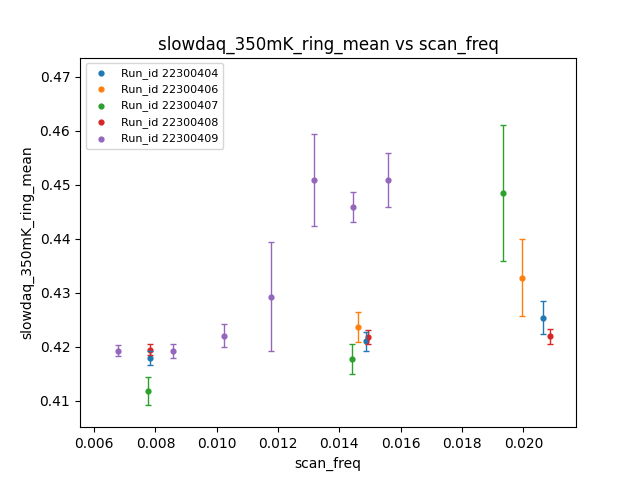 slowdaq_350mK_ring_mean vs scan_freq
Run_id 22300404
Run_id 22300406
Run_id 22300407
Run_id 22300408
Run_id 22300409
slowdaq_350mK_ring_mean
0.47
0.46
0.45
0.44
0.43
0.42
0.41
0.006 0.008 0.010 0.012 0.014 0.016 0.018 0.020
scan_freq